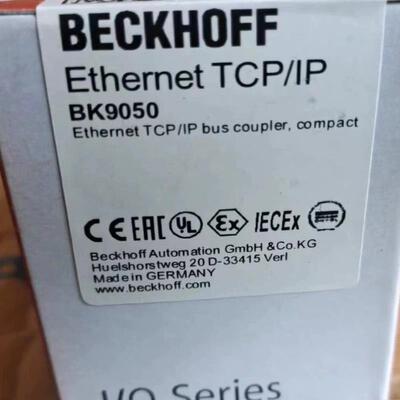 BECKHOFF
Ethernet TCP/IP
BK9050
Ethernet TCP/IP bus coupler, compact
CE EAC UL Ex IECEx
Beckhoff Automation GmbH &Co.KG
Huelshorstweg 20 D-33415 Verl
Made in GERMANY
www.beckhoff.com
I/O Series